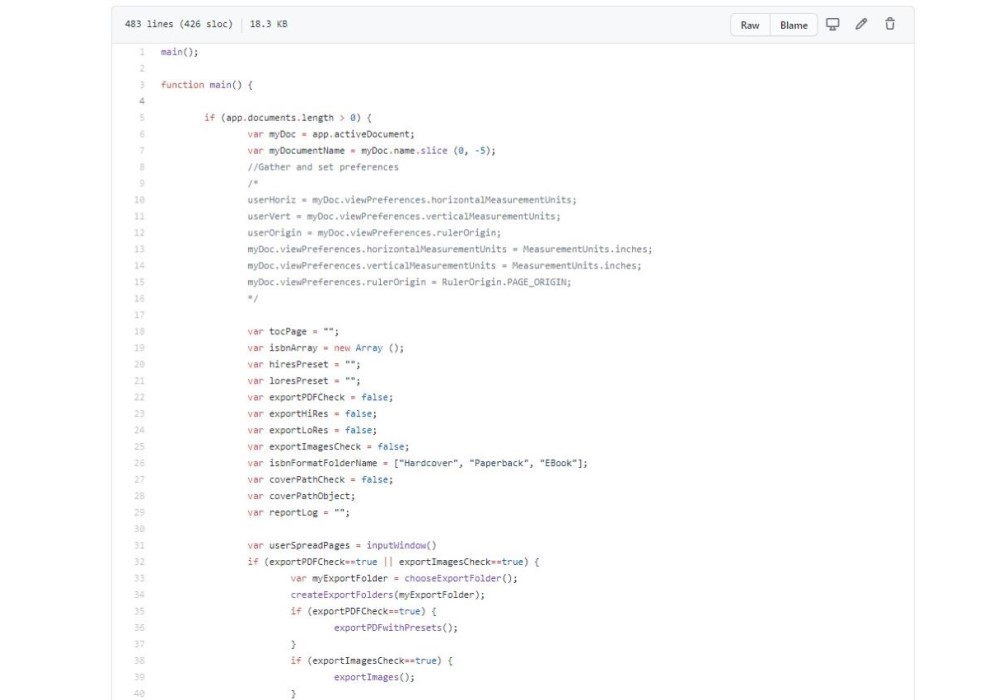 483 lines (426 sloc) 18.3 KB Raw Blame
1 main();
2
3 function main() {
4
5 if (app.documents.length > 0) {
6 var myDoc = app.activeDocument;
7 var myDocumentName = myDoc.name.slice (0, -5);
8 //Gather and set preferences
9 /*
10 userHoriz = myDoc.viewPreferences.horizontalMeasurementUnits;
11 userVert = myDoc.viewPreferences.verticalMeasurementUnits;
12 userOrigin = myDoc.viewPreferences.rulerOrigin;
13 myDoc.viewPreferences.horizontalMeasurementUnits = MeasurementUnits.inches;
14 myDoc.viewPreferences.verticalMeasurementUnits = MeasurementUnits.inches;
15 myDoc.viewPreferences.rulerOrigin = RulerOrigin.PAGE_ORIGIN;
16 */
17
18 var tocPage = "";
19 var isbnArray = new Array ();
20 var hiresPreset = "";
21 var loresPreset = "";
22 var exportPDFCheck = false;
23 var exportHiRes = false;
24 var exportLoRes = false;
25 var exportImagesCheck = false;
26 var isbnFormatFolderName = ["Hardcover", "Paperback", "EBook"];
27 var coverPathCheck = false;
28 var coverPathObject;
29 var reportLog = "";
30
31 var userSpreadPages = inputWindow()
32 if (exportPDFCheck==true || exportImagesCheck==true) {
33 var myExportFolder = chooseExportFolder();
34 createExportFolders(myExportFolder);
35 if (exportPDFCheck==true) {
36 exportPDFwithPresets();
37 }
38 if (exportImagesCheck==true) {
39 exportImages();
40 }